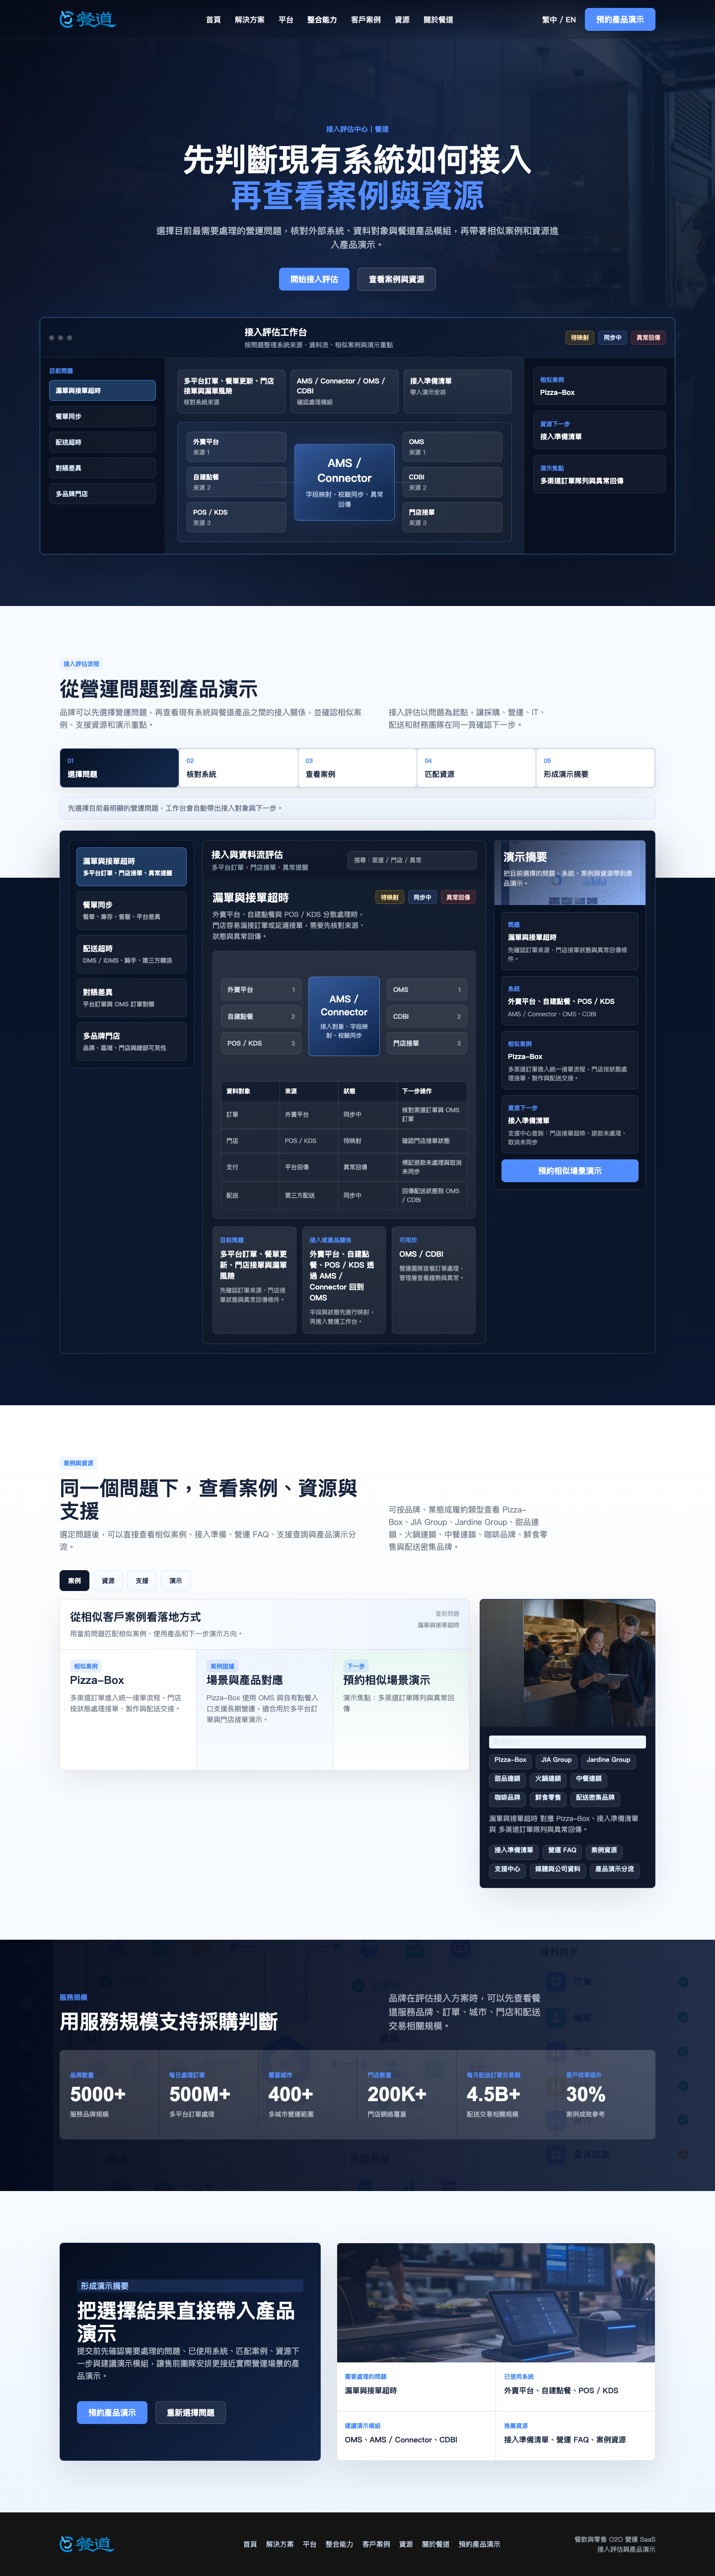 餐道
首頁
解決方案
平台
整合能力
客戶案例
資源
關於餐道
繁中 / EN
預約產品演示
接入評估中心｜餐道
先判斷現有系統如何接入
再查看案例與資源
選擇目前最需要處理的營運問題，核對外部系統、資料對象與餐道產品模組，再帶著相似案例和資源進
入產品演示。
開始接入評估
查看案例與資源
接入評估工作台
按問題整理系統來源、資料流、相似案例與演示重點
待映射
同步中
異常回傳
目前問題
漏單與接單超時
餐單同步
配送超時
對賬差異
多品牌門店
多平台訂單、餐單更新、門店
接單與漏單風險
核對系統來源
AMS / Connector / OMS /
CDBI
確認處理模組
接入準備清單
帶入演示安排
外賣平台
來源 1
自建點餐
來源 2
POS / KDS
來源 3
AMS /
Connector
字段映射、校驗同步、異常
回傳
OMS
來源 1
CDBI
來源 2
門店接單
來源 3
相似案例
Pizza-Box
資源下一步
接入準備清單
演示焦點
多渠道訂單隊列與異常回傳
接入評估流程
從營運問題到產品演示
品牌可以先選擇營運問題，再查看現有系統與餐道產品之間的接入關係，並確認相似案
例、支援資源和演示重點。
接入評估以問題為起點，讓採購、營運、IT、
配送和財務團隊在同一頁確認下一步。
01
選擇問題
02
核對系統
03
查看案例
04
匹配資源
05
形成演示摘要
先選擇目前最明顯的營運問題，工作台會自動帶出接入對象與下一步。
漏單與接單超時
多平台訂單、門店接單、異常提醒
餐單同步
餐單、庫存、售罄、平台差異
配送超時
DMS / IDMS、騎手、第三方轉派
對賬差異
平台訂單與 OMS 訂單對賬
多品牌門店
品牌、區域、門店與總部可見性
接入與資料流評估
多平台訂單、門店接單、異常提醒
搜尋：渠道 / 門店 / 異常
漏單與接單超時
外賣平台、自建點餐與 POS / KDS 分散處理時，
門店容易漏接訂單或延遲接單，需要先核對來源、
狀態與異常回傳。
待映射
同步中
異常回傳
外賣平台 1
自建點餐 2
POS / KDS 3
AMS /
Connector
接入對象、字段映
射、校驗同步
OMS 1
CDBI 2
門店接單 3
資料對象 來源 狀態 下一步操作
訂單 外賣平台 同步中 核對渠道訂單與 OMS
訂單
門店 POS / KDS 待映射 確認門店接單狀態
支付 平台回傳 異常回傳 標記退款未處理與取消
未同步
配送 第三方配送 同步中 回傳配送狀態到 OMS
/ CDBI
目前問題
多平台訂單、餐單更
新、門店接單與漏單
風險
先確認訂單來源、門店接
單狀態與異常回傳條件。
接入或產品關係
外賣平台、自建點
餐、POS / KDS 透
過 AMS /
Connector 回到
OMS
字段與狀態先進行映射，
再進入營運工作台。
可用於
OMS / CDBI
營運團隊查看訂單處理，
管理層查看趨勢與異常。
演示摘要
把目前選擇的問題、系統、案例與資源帶到產
品演示。
問題
漏單與接單超時
先確認訂單來源、門店接單狀態與異常回傳條
件。
系統
外賣平台、自建點餐、POS / KDS
AMS / Connector、OMS、CDBI
相似案例
Pizza-Box
多渠道訂單進入統一接單流程，門店按狀態處
理接單、製作與配送交接。
資源下一步
接入準備清單
支援中心查詢：門店接單超時、退款未處理、
取消未同步
預約相似場景演示
案例與資源
同一個問題下，查看案例、資源與
支援
選定問題後，可以直接查看相似案例、接入準備、營運 FAQ、支援查詢與產品演示分
流。
可按品牌、業態或履約類型查看 Pizza-
Box、JIA Group、Jardine Group、甜品連
鎖、火鍋連鎖、中餐連鎖、咖啡品牌、鮮食零
售與配送密集品牌。
案例
資源
支援
演示
從相似客戶案例看落地方式
用當前問題匹配相似案例、使用產品和下一步演示方向。
當前問題
漏單與接單超時
相似案例
Pizza-Box
多渠道訂單進入統一接單流程，門店
按狀態處理接單、製作與配送交接。
案例證據
場景與產品對應
Pizza-Box 使用 OMS 與自有點餐入
口支援長期營運，適合用於多平台訂
單與門店接單演示。
下一步
預約相似場景演示
演示焦點：多渠道訂單隊列與異常回
傳
Pizza-Box
JIA Group
Jardine Group
甜品連鎖
火鍋連鎖
中餐連鎖
咖啡品牌
鮮食零售
配送密集品牌
漏單與接單超時 對應 Pizza-Box、接入準備清單
與 多渠道訂單隊列與異常回傳。
接入準備清單
營運 FAQ
案例資源
支援中心
媒體與公司資料
產品演示分流
服務規模
用服務規模支持採購判斷
品牌在評估接入方案時，可以先查看餐
道服務品牌、訂單、城市、門店和配送
交易相關規模。
資料同步
訂單
品牌數量
5000+
服務品牌規模
每日處理訂單
500M+
多平台訂單處理
覆蓋城市
400+
多城市營運範圍
門店數量
200K+
門店網絡覆蓋
每月配送訂單交易額
4.5B+
配送交易相關規模
客戶效率提升
30%
案例成效參考
內部系統
會員點數
形成演示摘要
把選擇結果直接帶入產品
演示
提交前先確認需要處理的問題、已使用系統、匹配案例、資源下
一步與建議演示模組，讓售前團隊安排更接近實際營運場景的產
品演示。
預約產品演示
重新選擇問題
需要處理的問題
漏單與接單超時
已使用系統
外賣平台、自建點餐、POS / KDS
建議演示模組
OMS、AMS / Connector、CDBI
推薦資源
接入準備清單、營運 FAQ、案例資源
餐道
首頁
解決方案
平台
整合能力
客戶案例
資源
關於餐道
預約產品演示
餐飲與零售 O2O 營運 SaaS
接入評估與產品演示